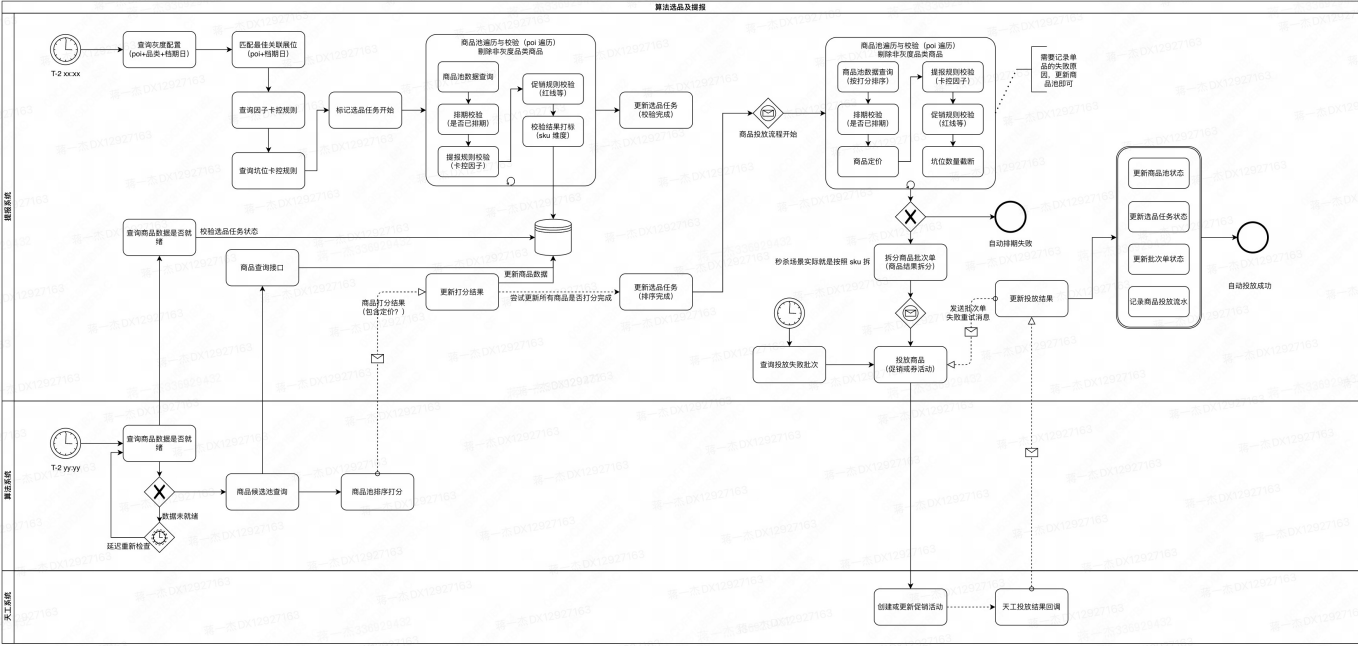 算法选品及提报
提报系统
T-2 xx:xx
查询灰度配置
(poi+品类+档期日)
匹配最佳关联展位
(poi+档期日)
查询因子卡控规则
查询坑位卡控规则
标记选品任务开始
商品池遍历与校验（poi 遍历）
剔除非灰度品类商品
商品池数据查询
排期校验
(是否已排期)
提报规则校验
(卡控因子)
促销规则校验
(红线等)
校验结果打标
(sku 维度)
更新选品任务
(校验完成)
商品投放流程开始
商品池遍历与校验（poi 遍历）
剔除非灰度品类商品
商品池数据查询
(按打分排序)
排期校验
(是否已排期)
商品定价
提报规则校验
(卡控因子)
促销规则校验
(红线等)
坑位数量截断
需要记录单
品的失败原
因，更新商
品池即可
自动排期失败
秒杀场景实际就是按照 sku 拆
拆分商品批次单
(商品结果拆分)
查询投放失败批次
投放商品
(促销或券活动)
发送批次单
失败重试消息
更新投放结果
更新商品池状态
更新选品任务状态
更新批次单状态
记录商品投放流水
自动投放成功
查询商品数据是否就
绪
校验选品任务状态
商品查询接口
更新商品数据
商品打分结果
(包含定价？)
更新打分结果
尝试更新所有商品是否打分完成
更新选品任务
(排序完成)
算法系统
T-2 yy:yy
查询商品数据是否就
绪
数据未就绪
延迟重新检查
商品候选池查询
商品池排序打分
天工系统
创建或更新促销活动
天工投放结果回调